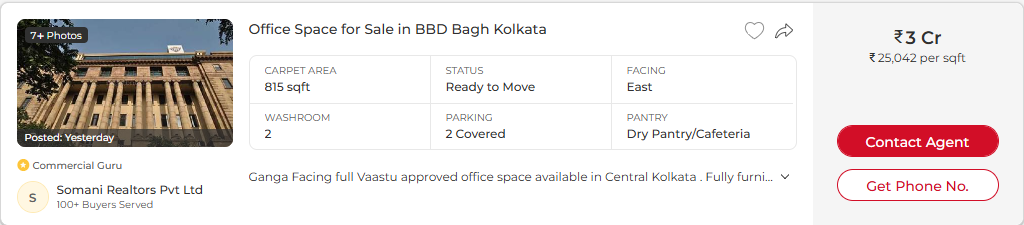 7+ Photos
Posted: Yesterday
Commercial Guru
S
Somani Realtors Pvt Ltd
100+ Buyers Served
Office Space for Sale in BBD Bagh Kolkata
CARPET AREA
815 sqft
STATUS
Ready to Move
FACING
East
WASHROOM
2
PARKING
2 Covered
PANTRY
Dry Pantry/Cafeteria
Ganga Facing full Vaastu approved office space available in Central Kolkata . Fully furni...
₹3 Cr
₹ 25,042 per sqft
Contact Agent
Get Phone No.